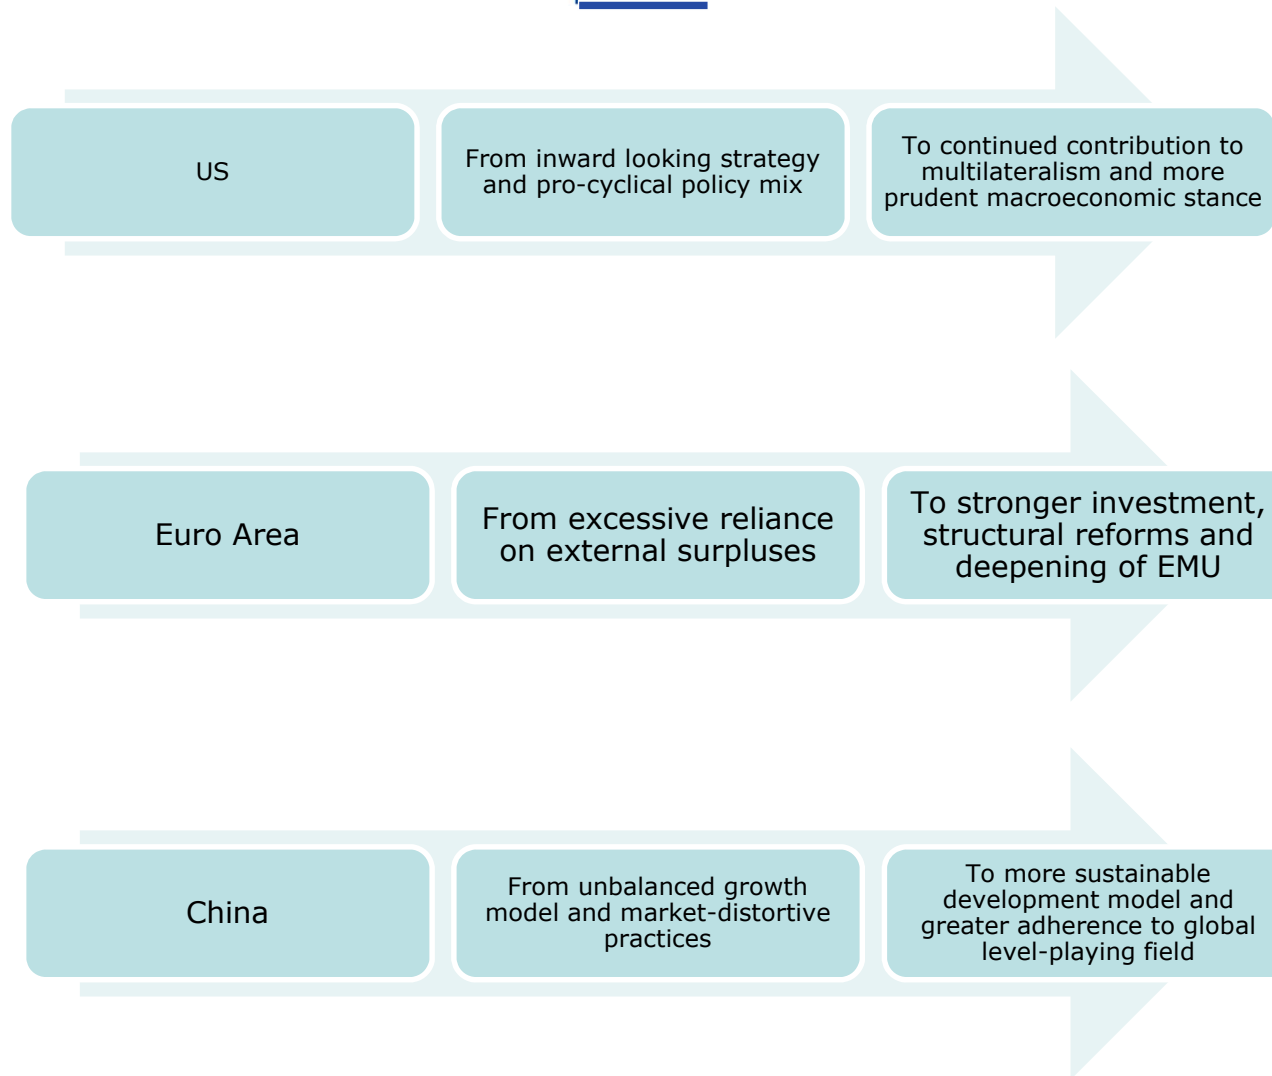 US
From inward looking strategy
and pro-cyclical policy mix
To continued contribution to
multilateralism and more
prudent macroeconomic stance
Euro Area
From excessive reliance
on external surpluses
To stronger investment,
structural reforms and
deepening of EMU
China
From unbalanced growth
model and market-distortive
practices
To more sustainable
development model and
greater adherence to global
level-playing field